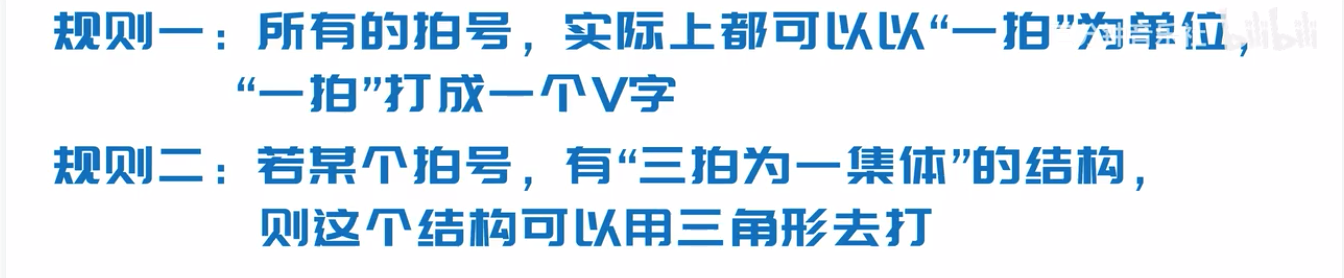 规则一：所有的拍号，实际上都可以以“一拍”为单位，
“一拍”打成一个V字
规则二：若某个拍号，有“三拍为一集体”的结构，
则这个结构可以用三角形去打
bilibili